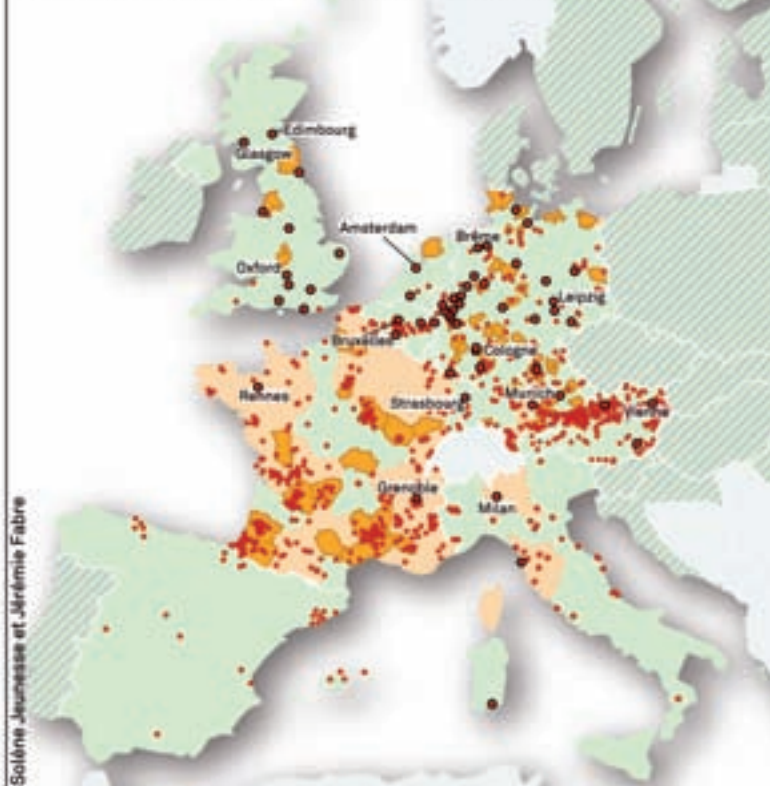 Edimbourg
Glasgow
Amsterdam
Brême
Oxford
Leipzig
Bruxelles
Cologne
Rennes
Strasbourg
Munich
Vienne
Grenoble
Milan
Solène Jeunesse et Jérémie Fabre